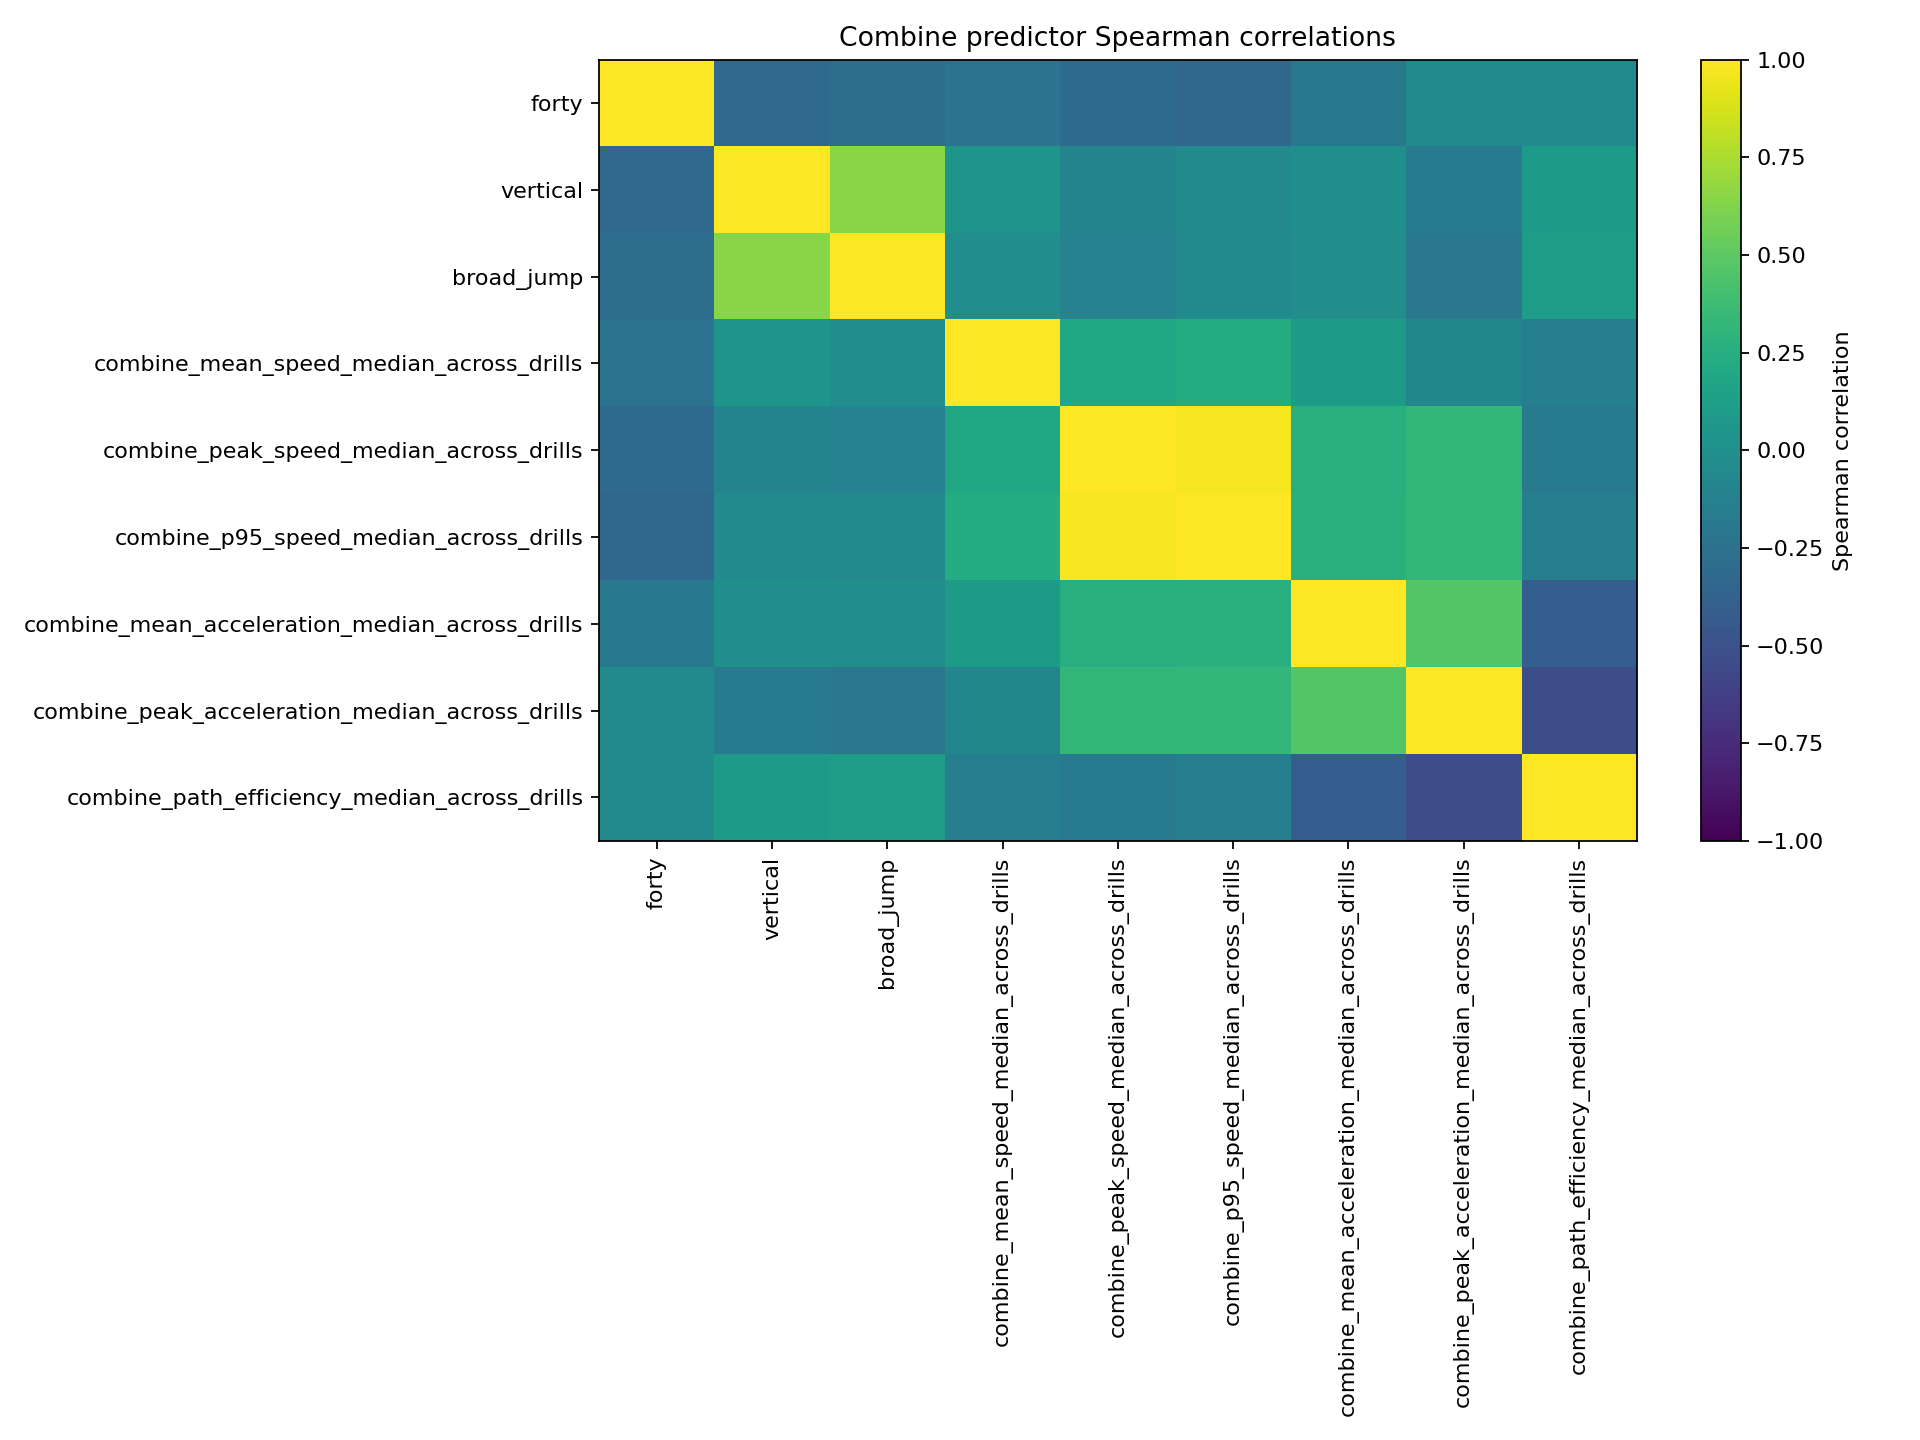 Combine predictor Spearman correlations
forty
vertical
broad_jump
combine_mean_speed_median_across_drills
combine_peak_speed_median_across_drills
combine_p95_speed_median_across_drills
combine_mean_acceleration_median_across_drills
combine_peak_acceleration_median_across_drills
combine_path_efficiency_median_across_drills
forty
vertical
broad_jump
combine_mean_speed_median_across_drills
combine_peak_speed_median_across_drills
combine_p95_speed_median_across_drills
combine_mean_acceleration_median_across_drills
combine_peak_acceleration_median_across_drills
combine_path_efficiency_median_across_drills
1.00
0.75
0.50
0.25
0.00
−0.25
−0.50
−0.75
−1.00
Spearman correlation